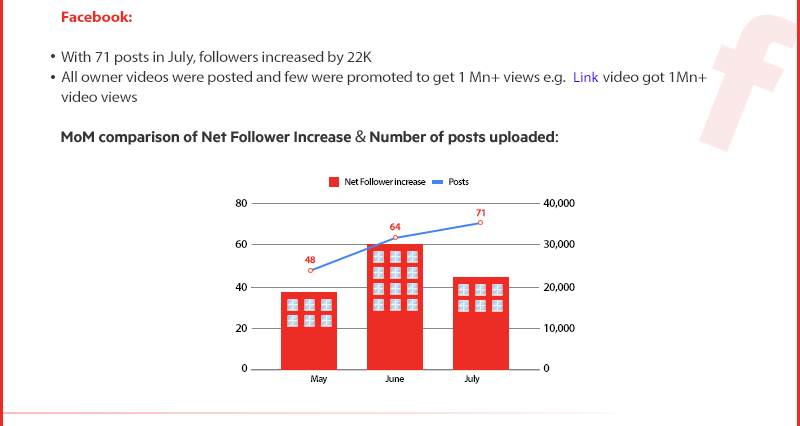 Facebook:
• With 71 posts in July, followers increased by 22K
• All owner videos were posted and few were promoted to get 1 Mn+ views e.g. Link video got 1Mn+
video views
MoM comparison of Net Follower Increase & Number of posts uploaded:
Net Follower increase Posts
80 40,000
71
64
60 30,000
48
40 20,000
20 10,000
0 0
May June July